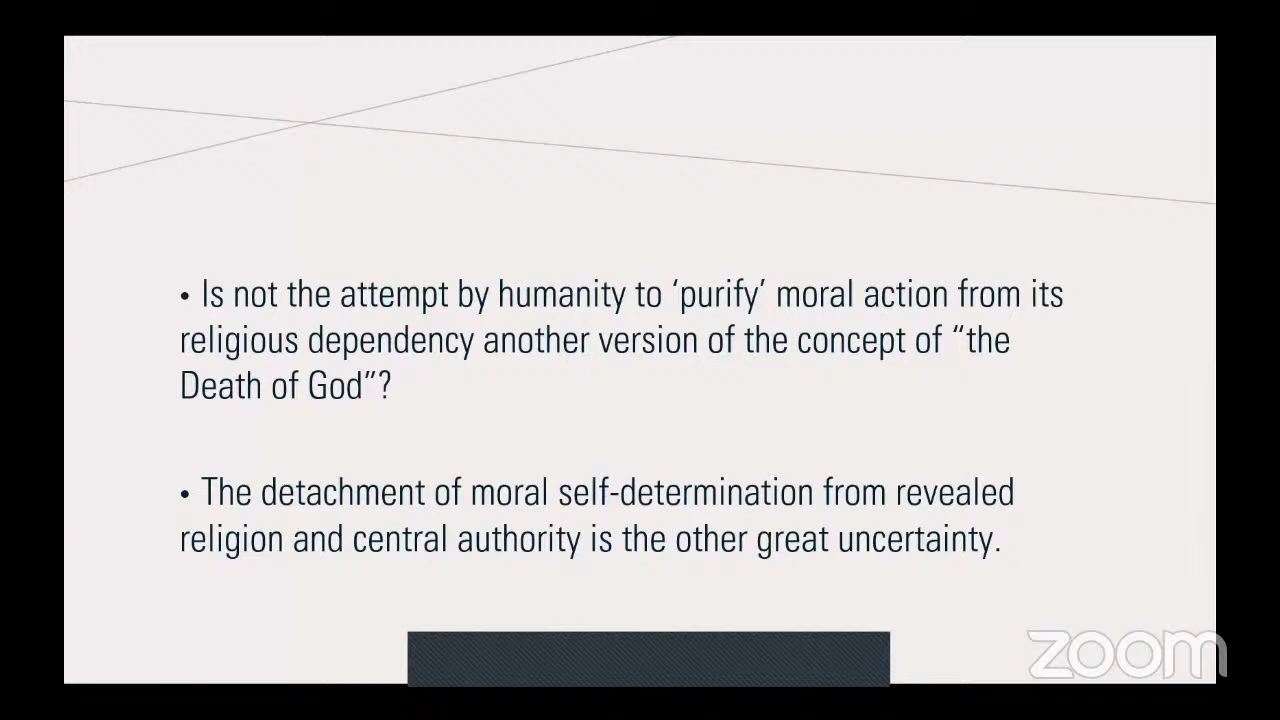 • Is not the attempt by humanity to ‘purify’ moral action from its
religious dependency another version of the concept of “the
Death of God”?
• The detachment of moral self-determination from revealed
religion and central authority is the other great uncertainty.
zoom